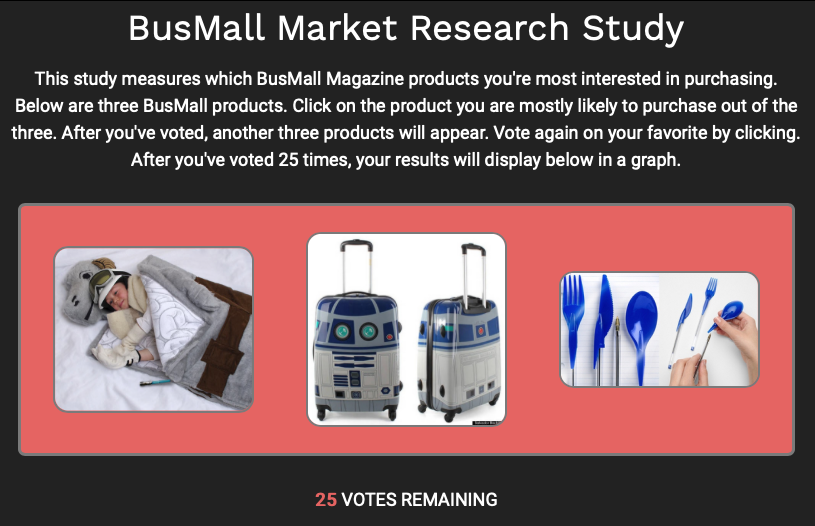 BusMall Market Research Study
This study measures which BusMall Magazine products you're most interested in purchasing.
Below are three BusMall products. Click on the product you are mostly likely to purchase out of the
three. After you've voted, another three products will appear. Vote again on your favorite by clicking.
After you've voted 25 times, your results will display below in a graph.
25 VOTES REMAINING